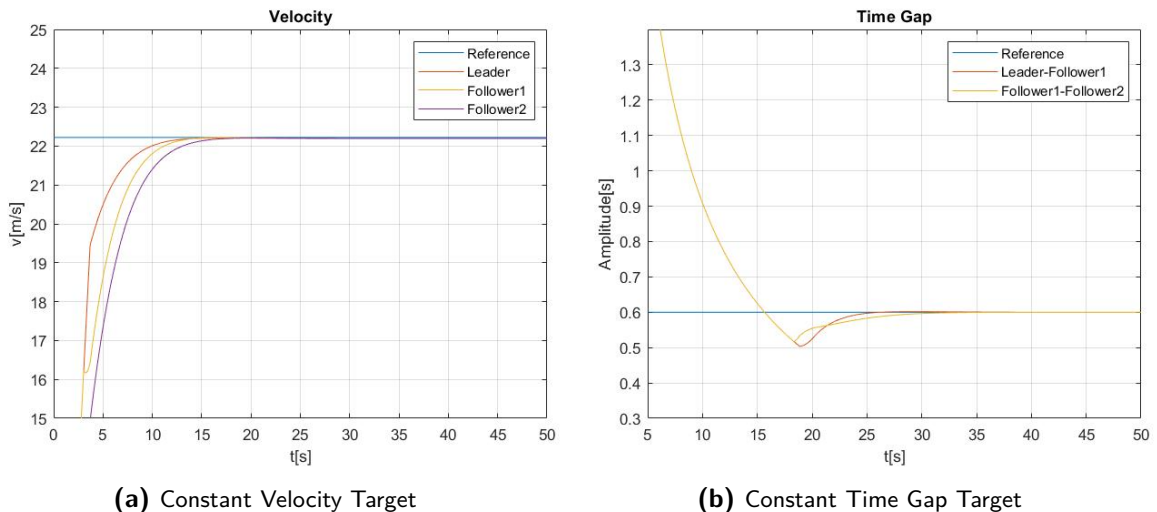 Velocity
25
24
23
22
21
20
19
18
17
16
15
v[m/s]
0 5 10 15 20 25 30 35 40 45 50
t[s]
Reference
Leader
Follower1
Follower2
(a) Constant Velocity Target
Time Gap
1.3
1.2
1.1
1
0.9
0.8
0.7
0.6
0.5
0.4
0.3
Amplitude[s]
5 10 15 20 25 30 35 40 45 50
t[s]
Reference
Leader-Follower1
Follower1-Follower2
(b) Constant Time Gap Target